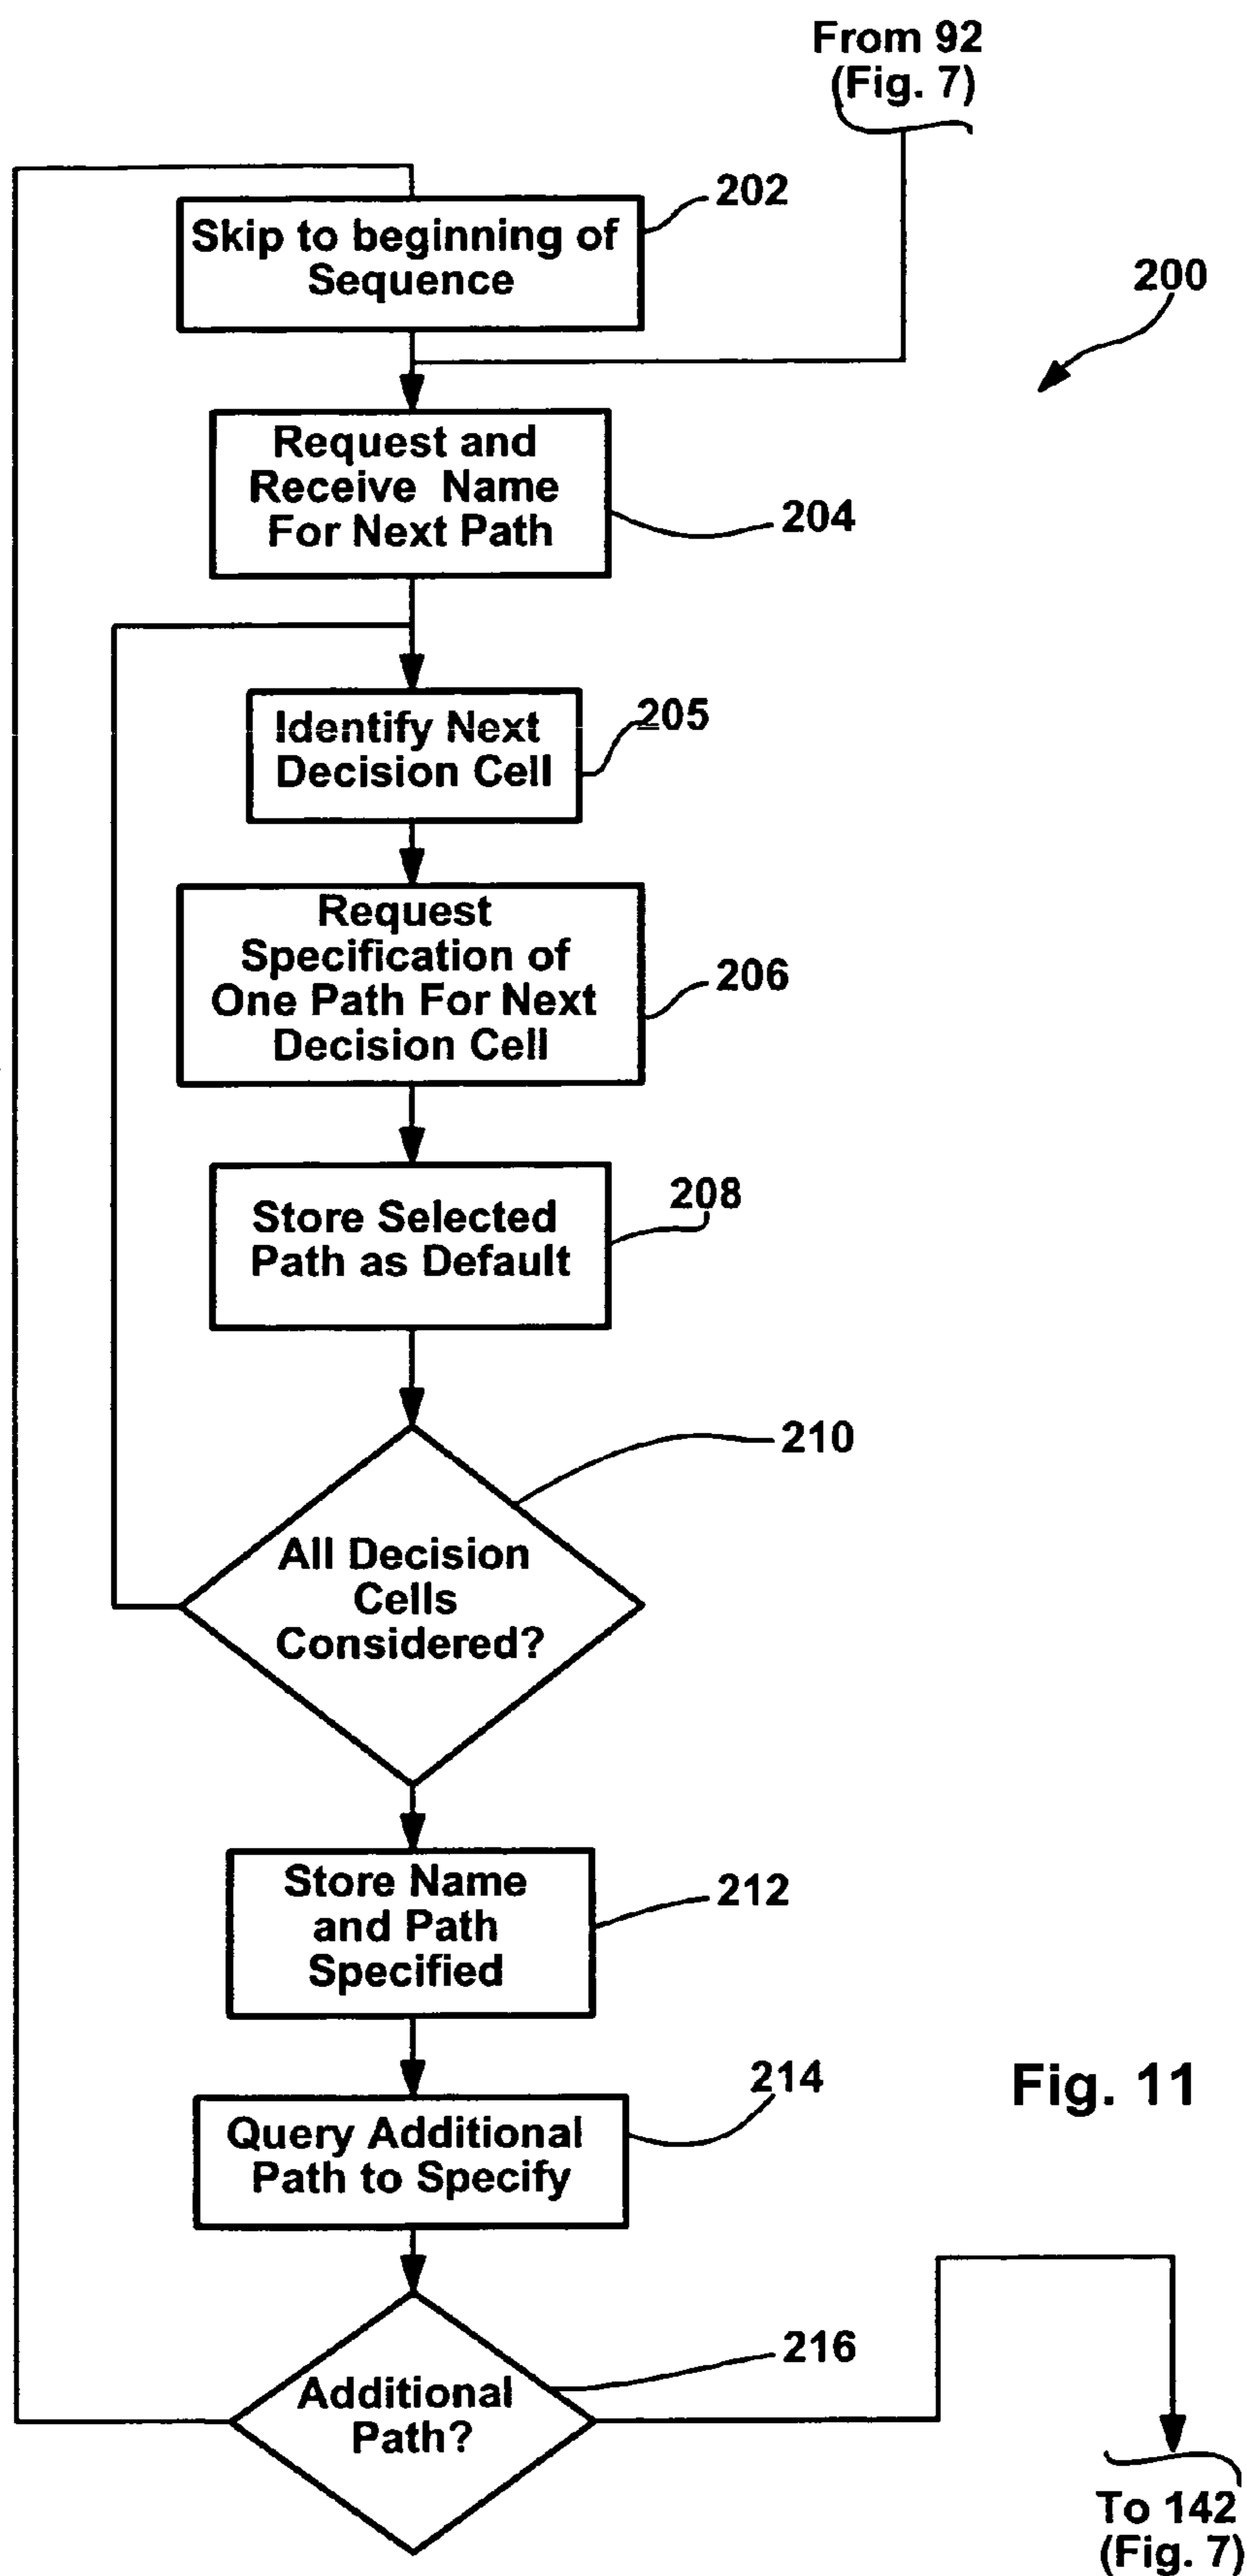 From 92
(Fig. 7)
202
Skip to beginning of
Sequence
200
Request and
Receive Name
For Next Path
204
Identify Next
Decision Cell
205
Request
Specification of
One Path For Next
Decision Cell
206
Store Selected
Path as Default
208
210
All Decision
Cells
Considered?
Store Name
and Path
Specified
212
Fig. 11
214
Query Additional
Path to Specify
216
Additional
Path?
To 142
(Fig. 7)